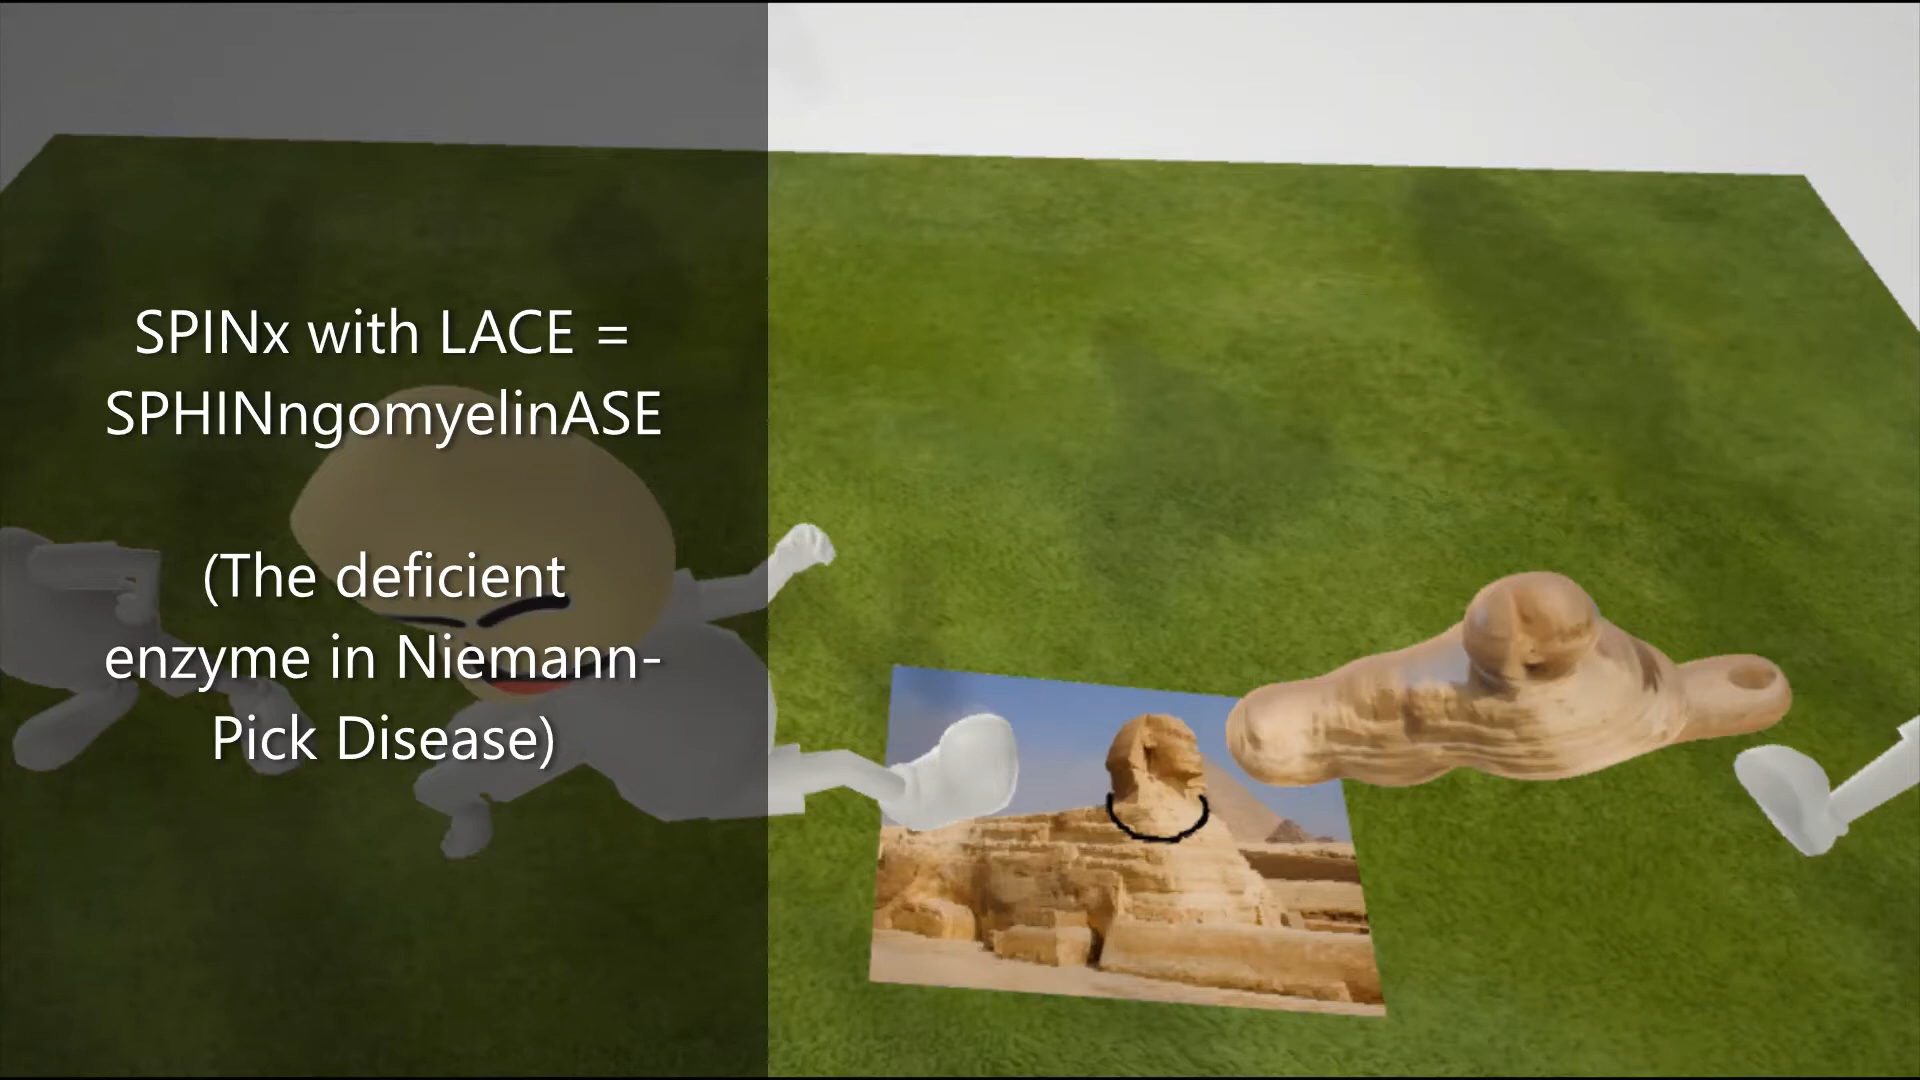 SPINx with LACE =
SPHINngomyelinASE
(The deficient
enzyme in Niemann-
Pick Disease)